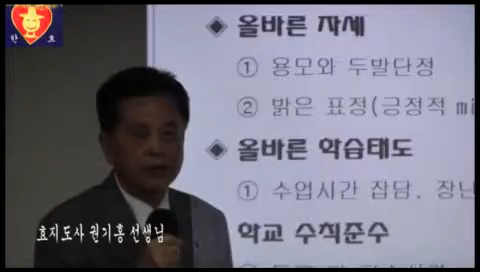 한 효
◈ 올바른 자세
① 용모와 두발단정
② 밝은 표정(긍정적 mi
◈ 올바른 학습태도
① 수업시간 잡담. 장난
학교 수칙준수
효지도사 권기홍 선생님